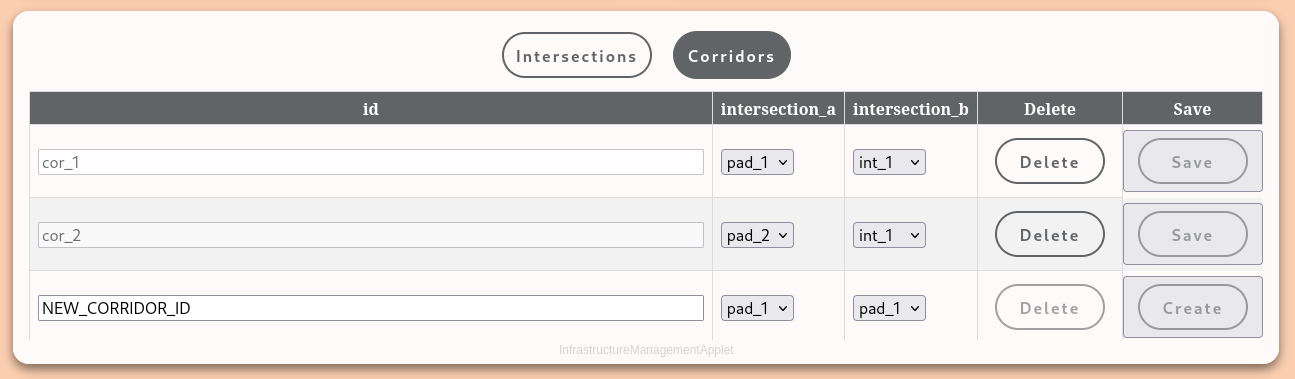 Intersections Corridors
id intersection_a intersection_b Delete Save
cor_1 pad_1 int_1 Delete Save
cor_2 pad_2 int_1 Delete Save
NEW_CORRIDOR_ID pad_1 pad_1 Delete Create
InfrastructureManagementApplet